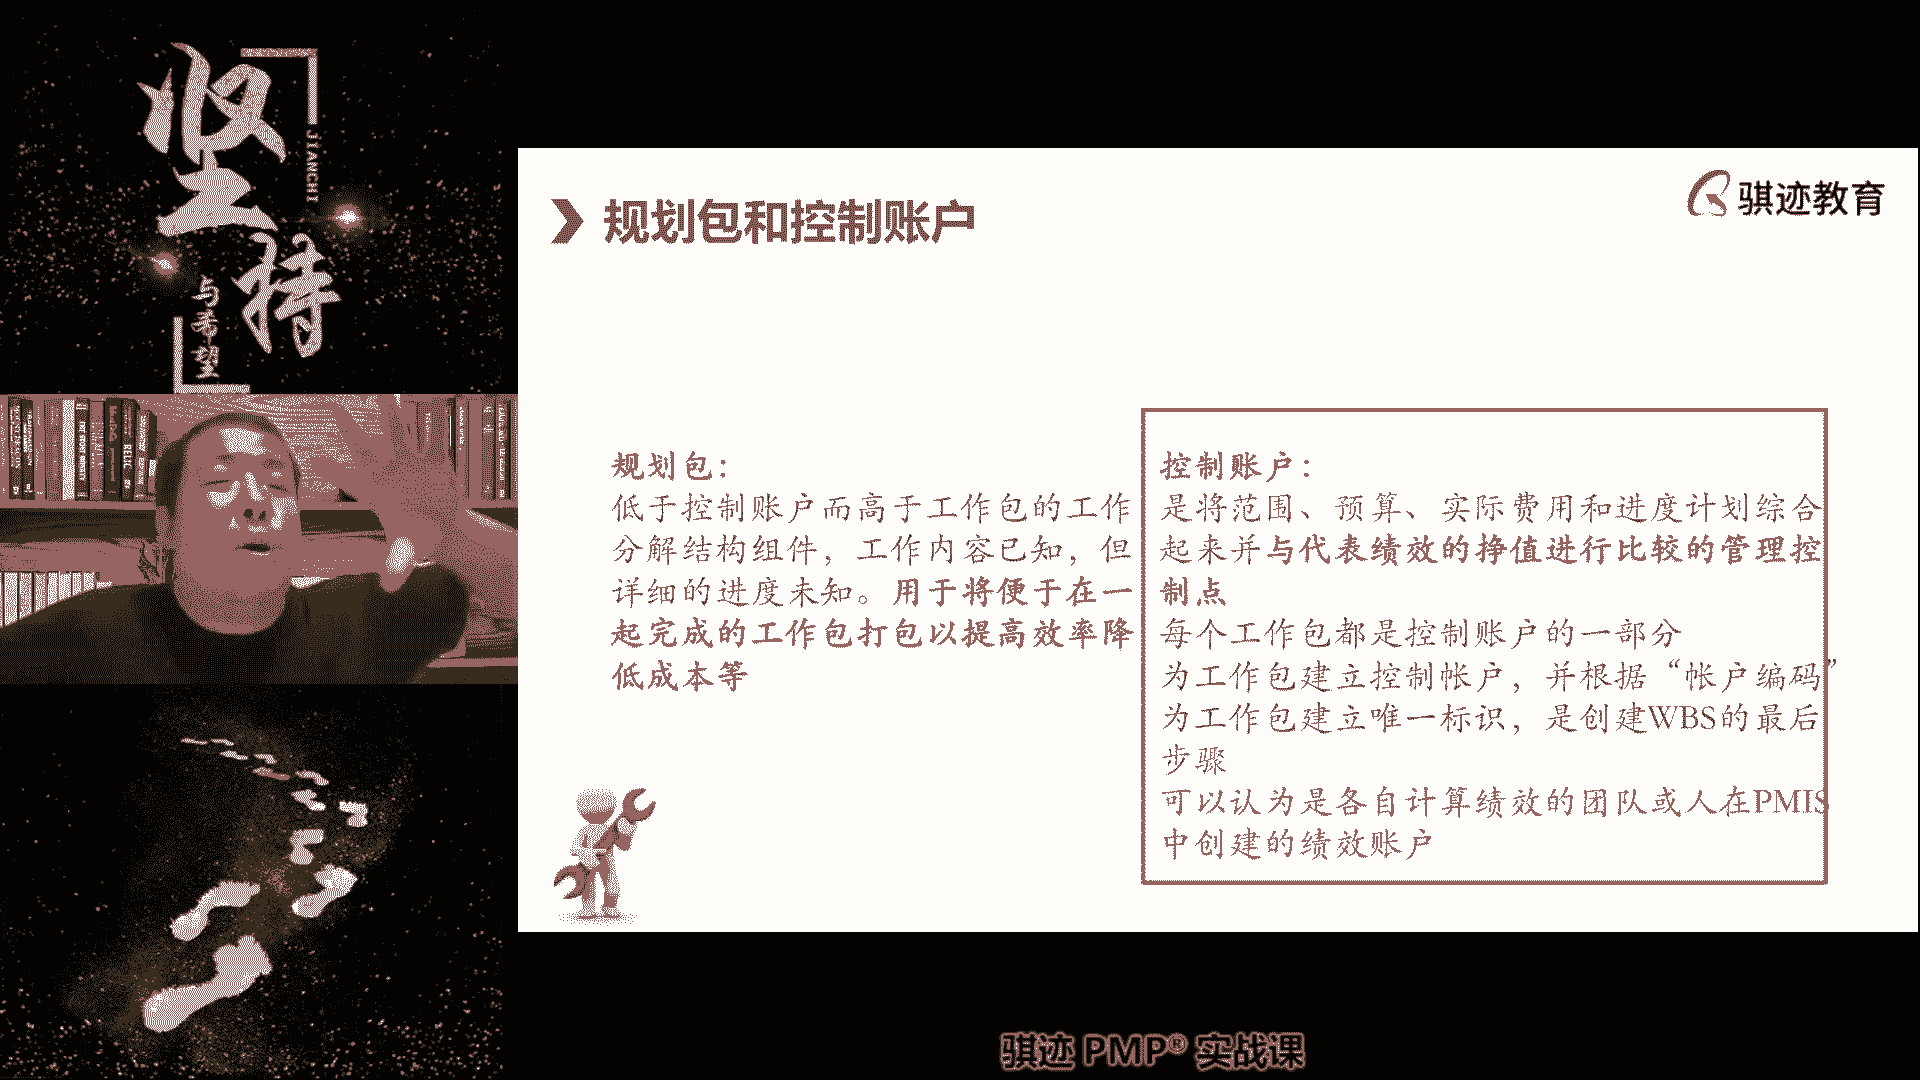 坚持
JIANCHI
与希望
骐迹教育
规划包和控制账户
规划包：
低于控制账户而高于工作包的工作
分解结构组件，工作内容已知，但
详细的进度未知。用于将便于在一
起完成的工作包打包以提高效率降
低成本等
控制账户：
是将范围、预算、实际费用和进度计划综合
起来并与代表绩效的挣值进行比较的管理控
制点
每个工作包都是控制账户的一部分
为工作包建立控制帐户，并根据“帐户编码”
为工作包建立唯一标识，是创建WBS的最后
步骤
可以认为是各自计算绩效的团队或人在PMIS
中创建的绩效账户
RELIC
骐迹 PMP® 实战课